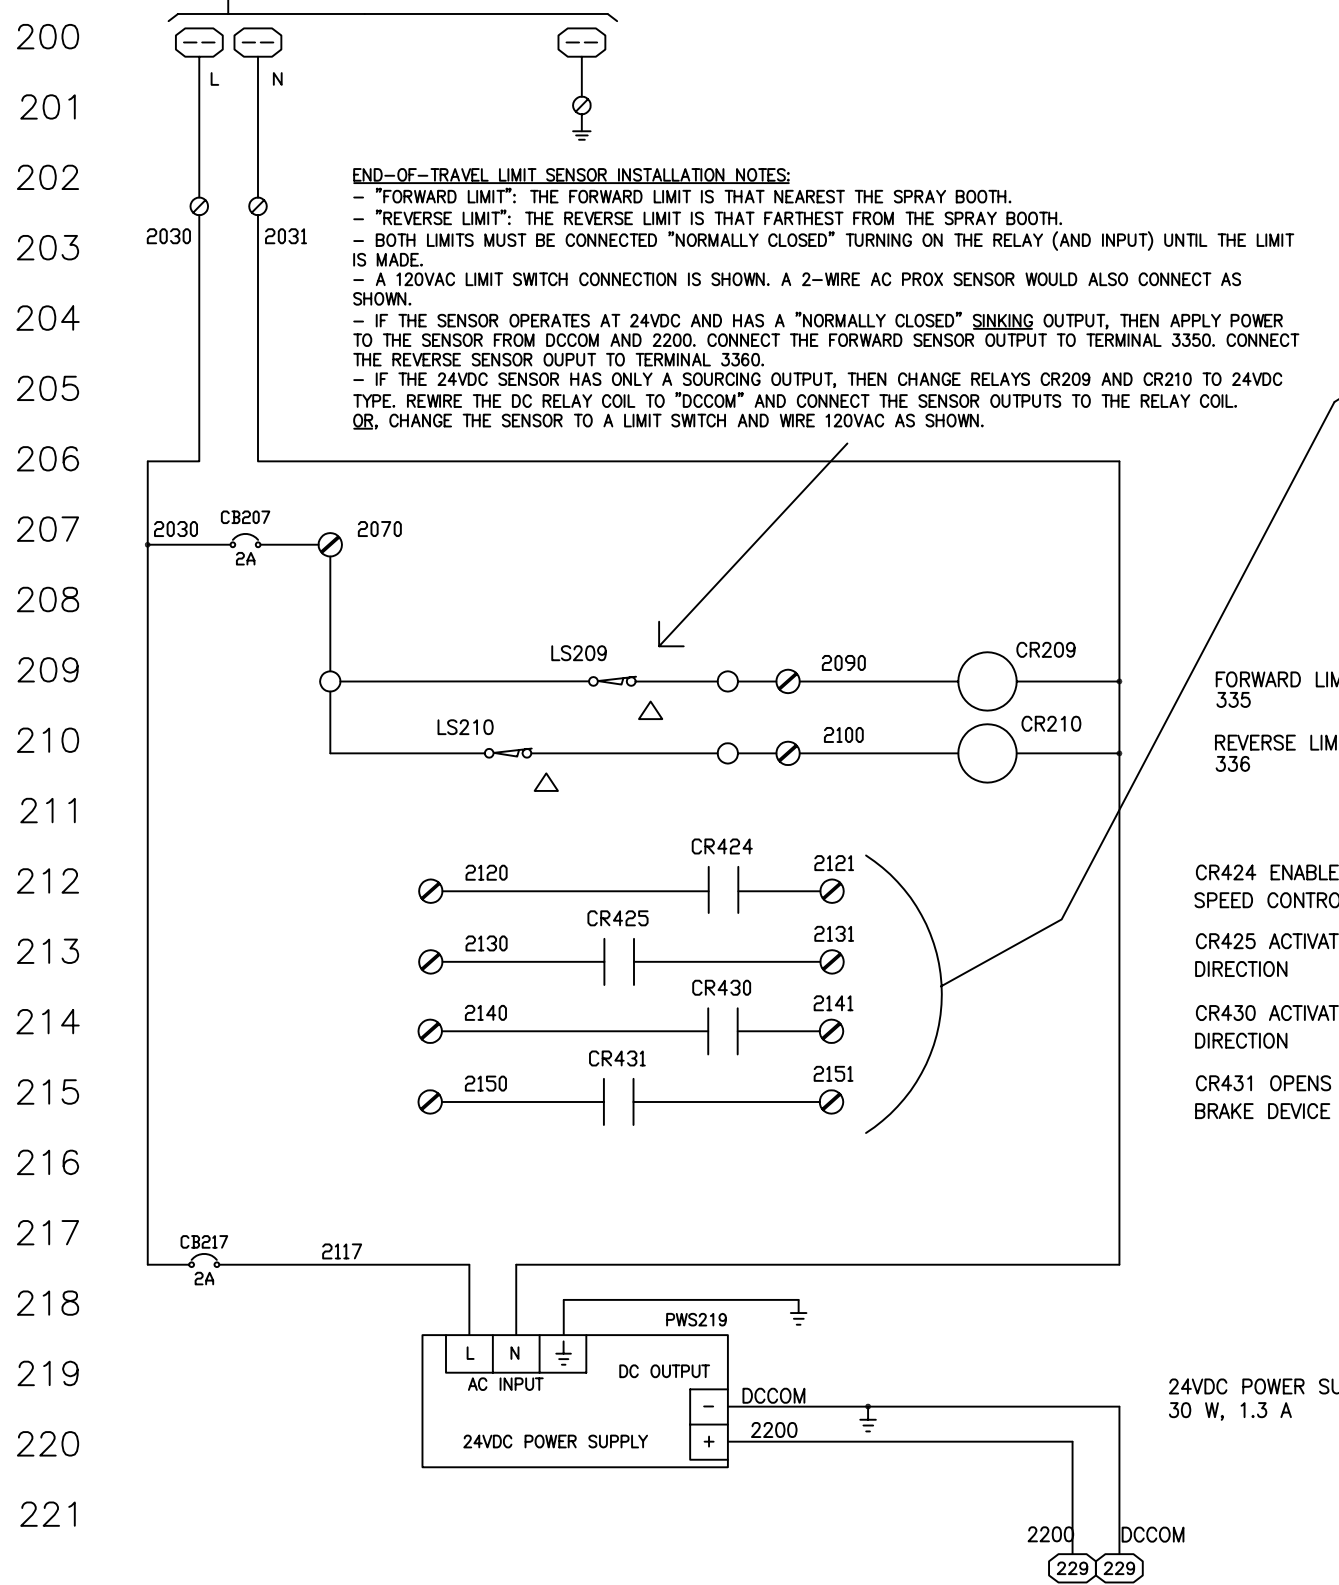 200
-- -- --
L N
201
END-OF-TRAVEL LIMIT SENSOR INSTALLATION NOTES:
202
- "FORWARD LIMIT": THE FORWARD LIMIT IS THAT NEAREST THE SPRAY BOOTH.
- "REVERSE LIMIT": THE REVERSE LIMIT IS THAT FARTHEST FROM THE SPRAY BOOTH.
2030 2031
203
- BOTH LIMITS MUST BE CONNECTED "NORMALLY CLOSED" TURNING ON THE RELAY (AND INPUT) UNTIL THE LIMIT
IS MADE.
- A 120VAC LIMIT SWITCH CONNECTION IS SHOWN. A 2-WIRE AC PROX SENSOR WOULD ALSO CONNECT AS
SHOWN.
204
- IF THE SENSOR OPERATES AT 24VDC AND HAS A "NORMALLY CLOSED" SINKING OUTPUT, THEN APPLY POWER
TO THE SENSOR FROM DCCOM AND 2200. CONNECT THE FORWARD SENSOR OUTPUT TO TERMINAL 3350. CONNECT
THE REVERSE SENSOR OUPUT TO TERMINAL 3360.
205
- IF THE 24VDC SENSOR HAS ONLY A SOURCING OUTPUT, THEN CHANGE RELAYS CR209 AND CR210 TO 24VDC
TYPE. REWIRE THE DC RELAY COIL TO "DCCOM" AND CONNECT THE SENSOR OUTPUTS TO THE RELAY COIL.
OR, CHANGE THE SENSOR TO A LIMIT SWITCH AND WIRE 120VAC AS SHOWN.
206
207
2030 CB207 2070
2A
208
209
LS209 2090 CR209
FORWARD LIM
335
210
LS210 2100 CR210
REVERSE LIM
336
211
212
2120 CR424 2121
CR424 ENABLE
SPEED CONTRO
213
2130 CR425 2131
CR425 ACTIVAT
DIRECTION
214
2140 CR430 2141
CR430 ACTIVAT
DIRECTION
215
2150 CR431 2151
CR431 OPENS
BRAKE DEVICE
216
217
CB217 2117
2A
218
PWS219
219
L N
AC INPUT DC OUTPUT
- DCCOM
24VDC POWER SU
30 W, 1.3 A
220
24VDC POWER SUPPLY + 2200
221
2200 DCCOM
229 229